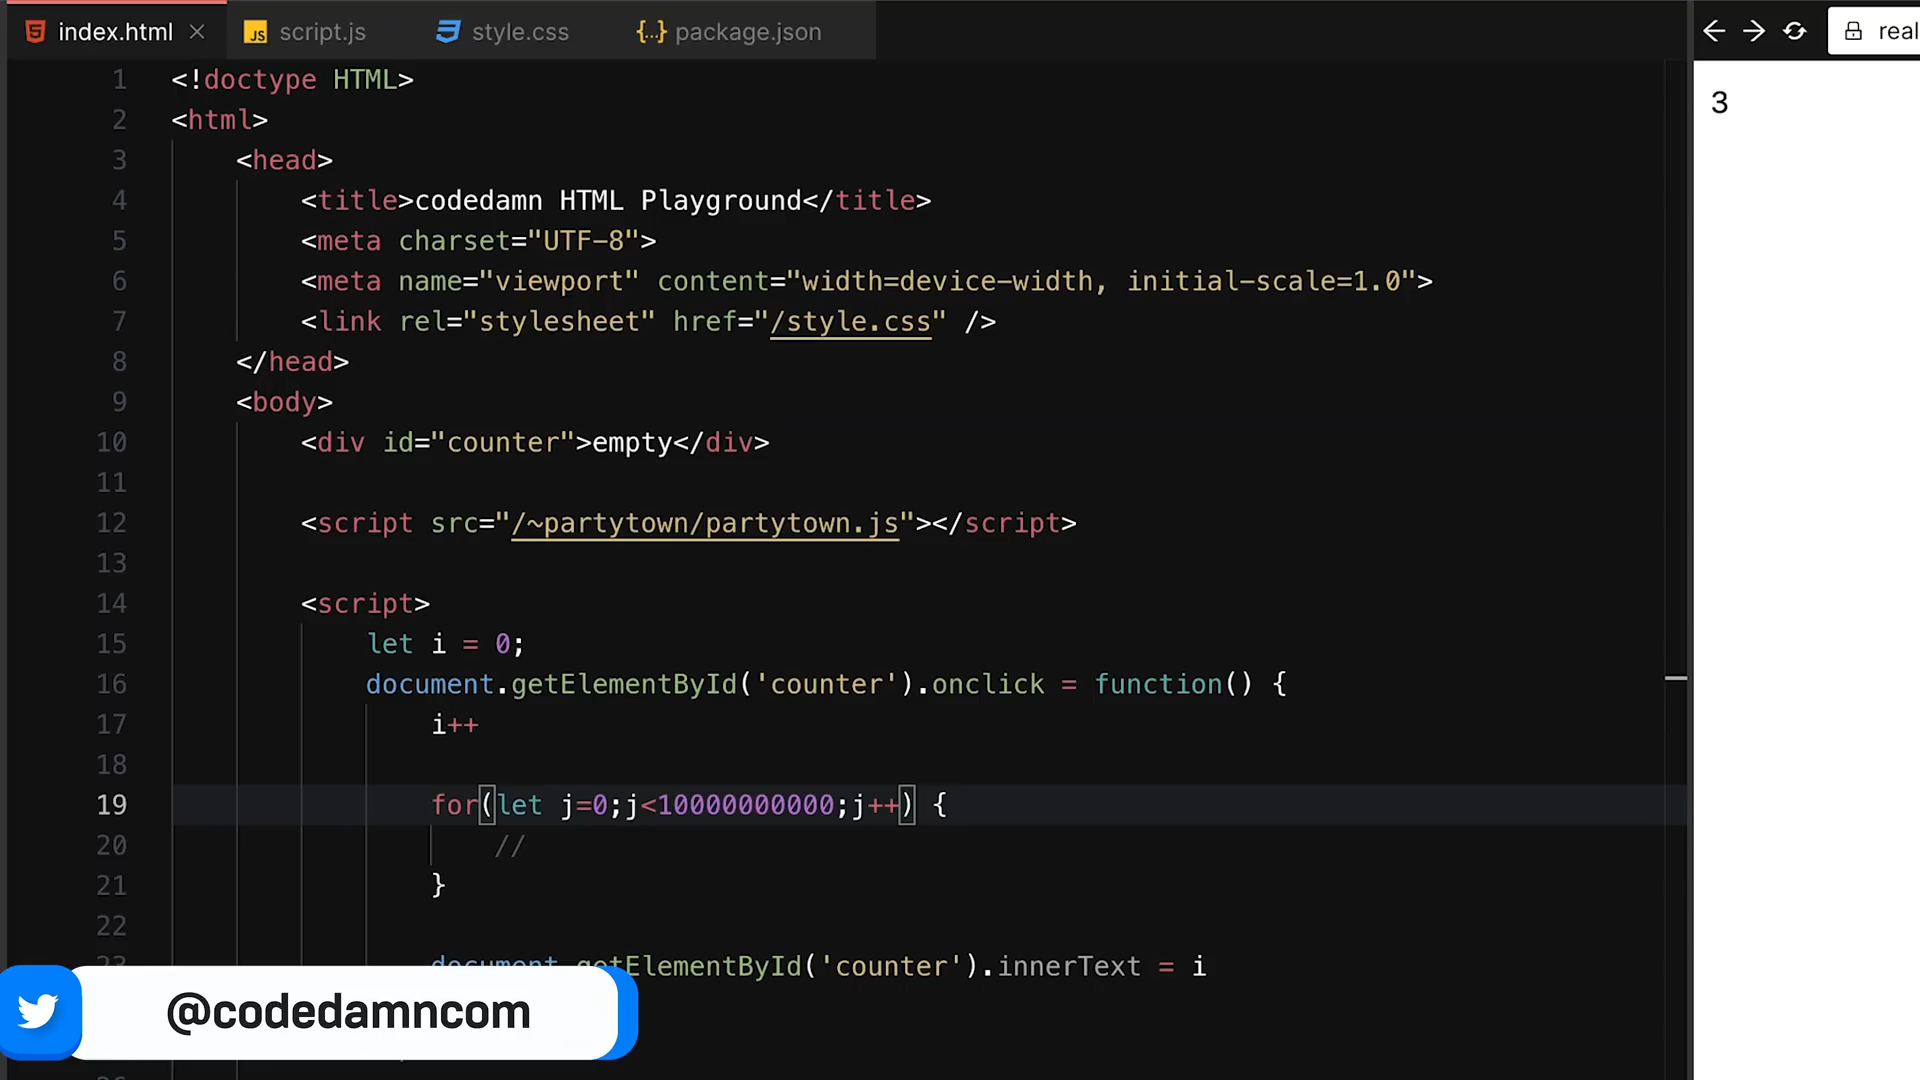 index.html script.js style.css package.json real
1 <!doctype HTML>
2 <html>
3 <head>
4 <title>codedamn HTML Playground</title>
5 <meta charset="UTF-8">
6 <meta name="viewport" content="width=device-width, initial-scale=1.0">
7 <link rel="stylesheet" href="/style.css" />
8 </head>
9 <body>
10 <div id="counter">empty</div>
11
12 <script src="/~partytown/partytown.js"></script>
13
14 <script>
15 let i = 0;
16 document.getElementById('counter').onclick = function() {
17 i++
18
19 for(let j=0;j<10000000000;j++) {
20 //
21 }
22
23 document.getElementById('counter').innerText = i
@codedamncom
3